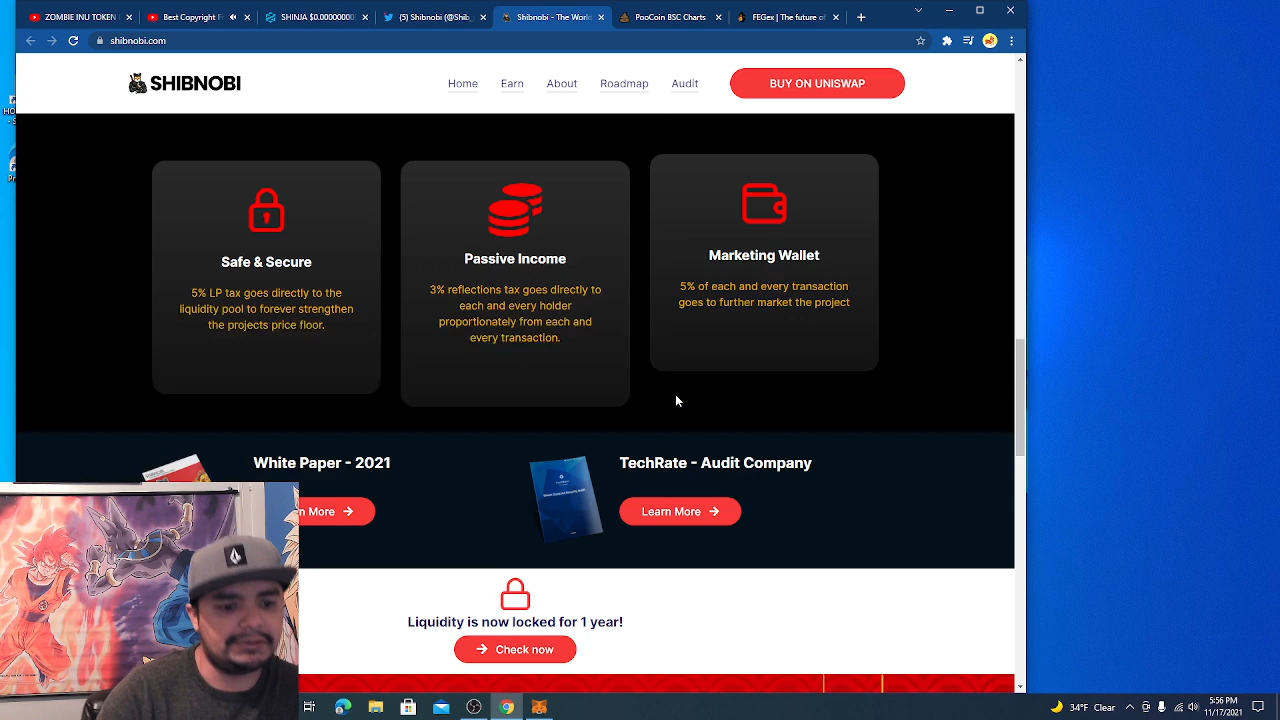 ZOMBIE INU TOKEN
Best Copyright F
SHINJA $0.00000000
(5) Shibnobi (@Shib_
Shibnobi - The World
PooCoin BSC Charts
FEGex | The future of
shibnobi.com
SHIBNOBI
Home
Earn
About
Roadmap
Audit
BUY ON UNISWAP
Safe & Secure
5% LP tax goes directly to the
liquidity pool to forever strengthen
the projects price floor.
Passive Income
3% reflections tax goes directly to
each and every holder
proportionately from each and
every transaction.
Marketing Wallet
5% of each and every transaction
goes to further market the project
White Paper - 2021
n More
TechRate - Audit Company
Learn More
Liquidity is now locked for 1 year!
Check now
34°F Clear
5:56 PM
11/17/2021